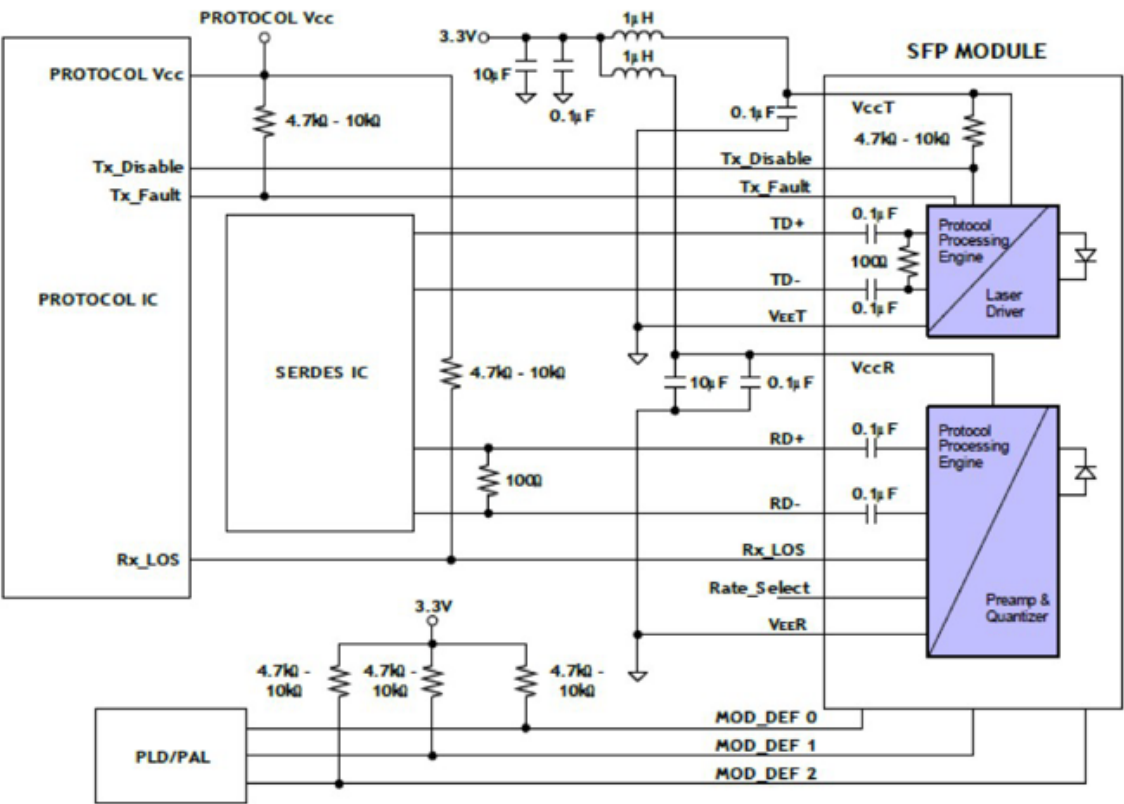 PROTOCOL Vcc
1µH
3.3V
SFP MODULE
1µH
PROTOCOL Vcc
10µF
0.1µF
0.1µF
VccT
4.7kΩ - 10kΩ
4.7kΩ - 10kΩ
Tx_Disable
Tx_Disable
Tx_Fault
Tx_Fault
TD+
0.1µF
Protocol
Processing
Engine
100Ω
TD-
0.1µF
Laser
Driver
PROTOCOL IC
VEET
SERDES IC
4.7kΩ - 10kΩ
10µF
0.1µF
VccR
RD+
0.1µF
Protocol
Processing
Engine
100Ω
RD-
0.1µF
Rx_LOS
Rx_LOS
Rate_Select
Preamp &
Quantizer
VEER
3.3V
4.7kΩ -
10kΩ
4.7kΩ -
10kΩ
4.7kΩ -
10kΩ
MOD_DEF 0
PLD/PAL
MOD_DEF 1
MOD_DEF 2